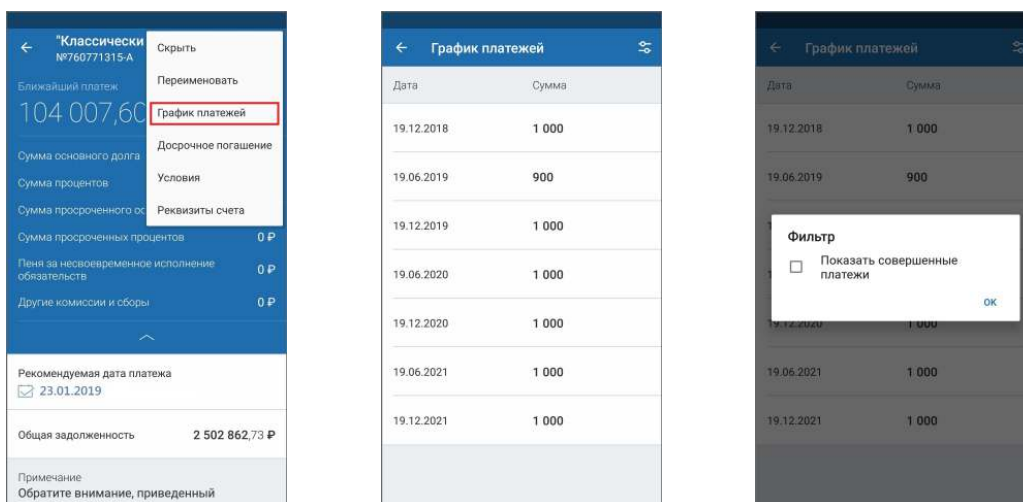 "Классически
№760771315-А
Скрыть
Переименовать
График платежей
Досрочное погашение
Условия
Реквизиты счета
Ближайший платеж
104 007,60
Сумма основного долга
Сумма процентов
Сумма просроченного ос
Сумма просроченных процентов 0 ₽
Пеня за несвоевременное исполнение
обязательств 0 ₽
Другие комиссии и сборы 0 ₽
Рекомендуемая дата платежа
23.01.2019
Общая задолженность 2 502 862,73 ₽
Примечание
Обратите внимание, приведенный
График платежей
Дата Сумма
19.12.2018 1 000
19.06.2019 900
19.12.2019 1 000
19.06.2020 1 000
19.12.2020 1 000
19.06.2021 1 000
19.12.2021 1 000
График платежей
Дата Сумма
19.12.2018 1 000
19.06.2019 900
Фильтр
Показать совершенные
платежи
ОК
19.12.2020 1 000
19.06.2021 1 000
19.12.2021 1 000